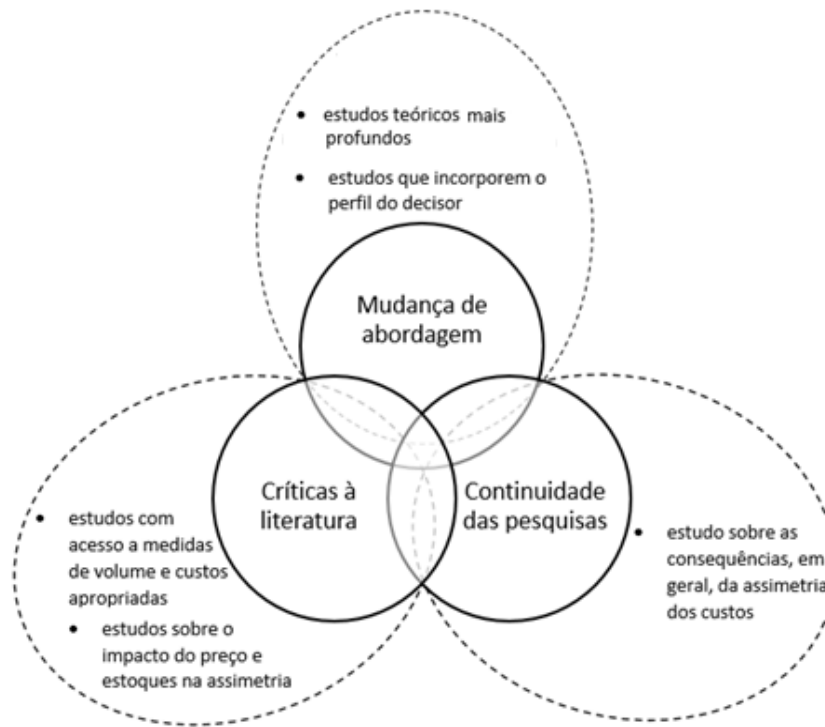 • estudos teóricos mais
profundos
• estudos que incorporem o
perfil do decisor
Mudança de
abordagem
Críticas à
literatura
Continuidade
das pesquisas
• estudos com
acesso a medidas
de volume e custos
apropriadas
• estudos sobre o
impacto do preço e
estoques na assimetria
• estudo sobre as
consequências, em
geral, da assimetria
dos custos